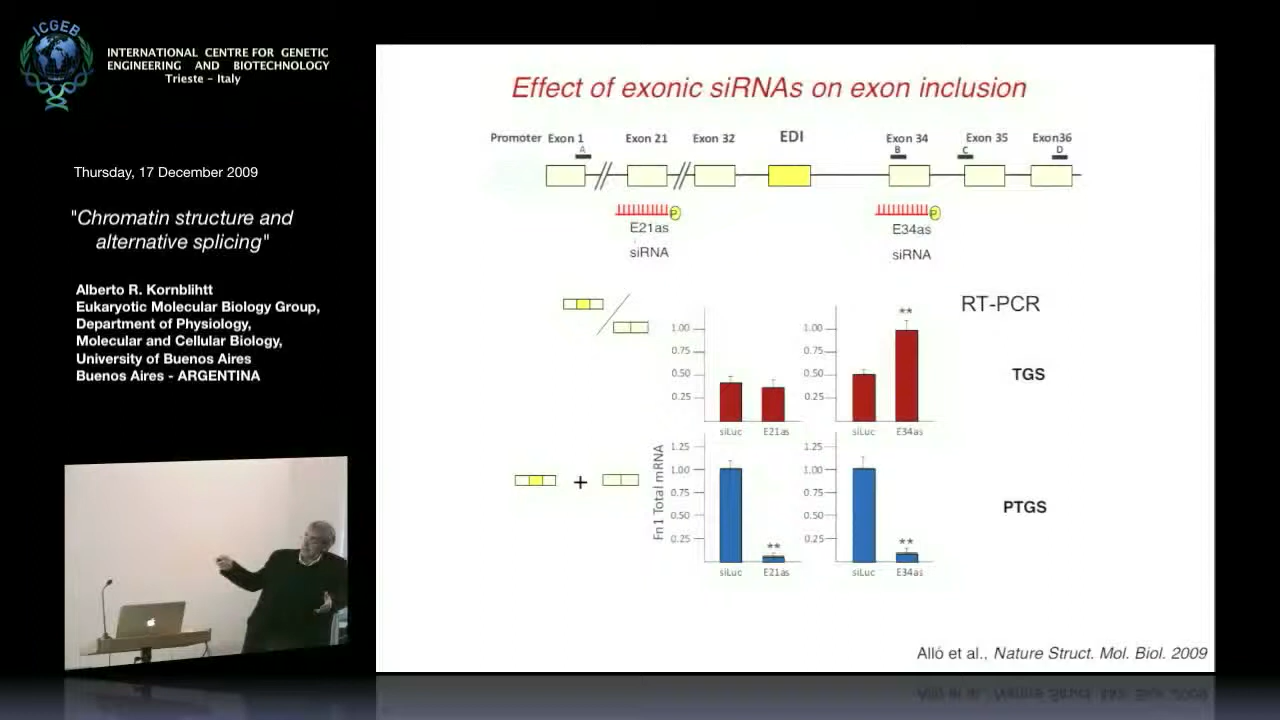 ICGEB
INTERNATIONAL CENTRE FOR GENETIC
ENGINEERING AND BIOTECHNOLOGY
Trieste - Italy
Thursday, 17 December 2009
"Chromatin structure and
alternative splicing"
Alberto R. Kornblihtt
Eukaryotic Molecular Biology Group,
Department of Physiology,
Molecular and Cellular Biology,
University of Buenos Aires
Buenos Aires - ARGENTINA
Effect of exonic siRNAs on exon inclusion
Promoter Exon 1 Exon 21 Exon 32 EDI Exon 34 Exon 35 Exon36
A B C D
P P
E21as E34as
siRNA siRNA
RT-PCR
**
1.00 1.00
0.75 0.75
0.50 0.50
0.25 0.25
TGS
siLuc E21as siLuc E34as
Fn1 Total mRNA
1.25 1.25
1.00 1.00
0.75 0.75
0.50 0.50
0.25 0.25
+
** **
PTGS
siLuc E21as siLuc E34as
Alló et al., Nature Struct. Mol. Biol. 2009